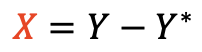 X = Y − Y*